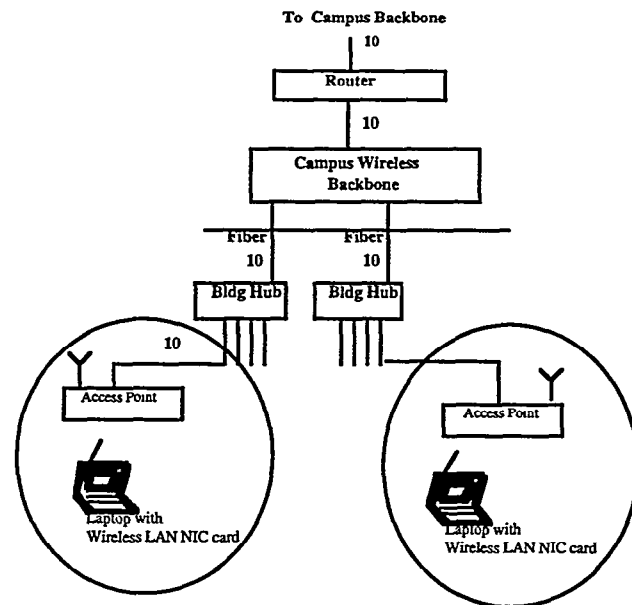 To Campus Backbone
10
Router
10
Campus Wireless
Backbone
Fiber Fiber
10 10
Bldg Hub Bldg Hub
10
Access Point
Access Point
Laptop with
Wireless LAN NIC card
Laptop with
Wireless LAN NIC card